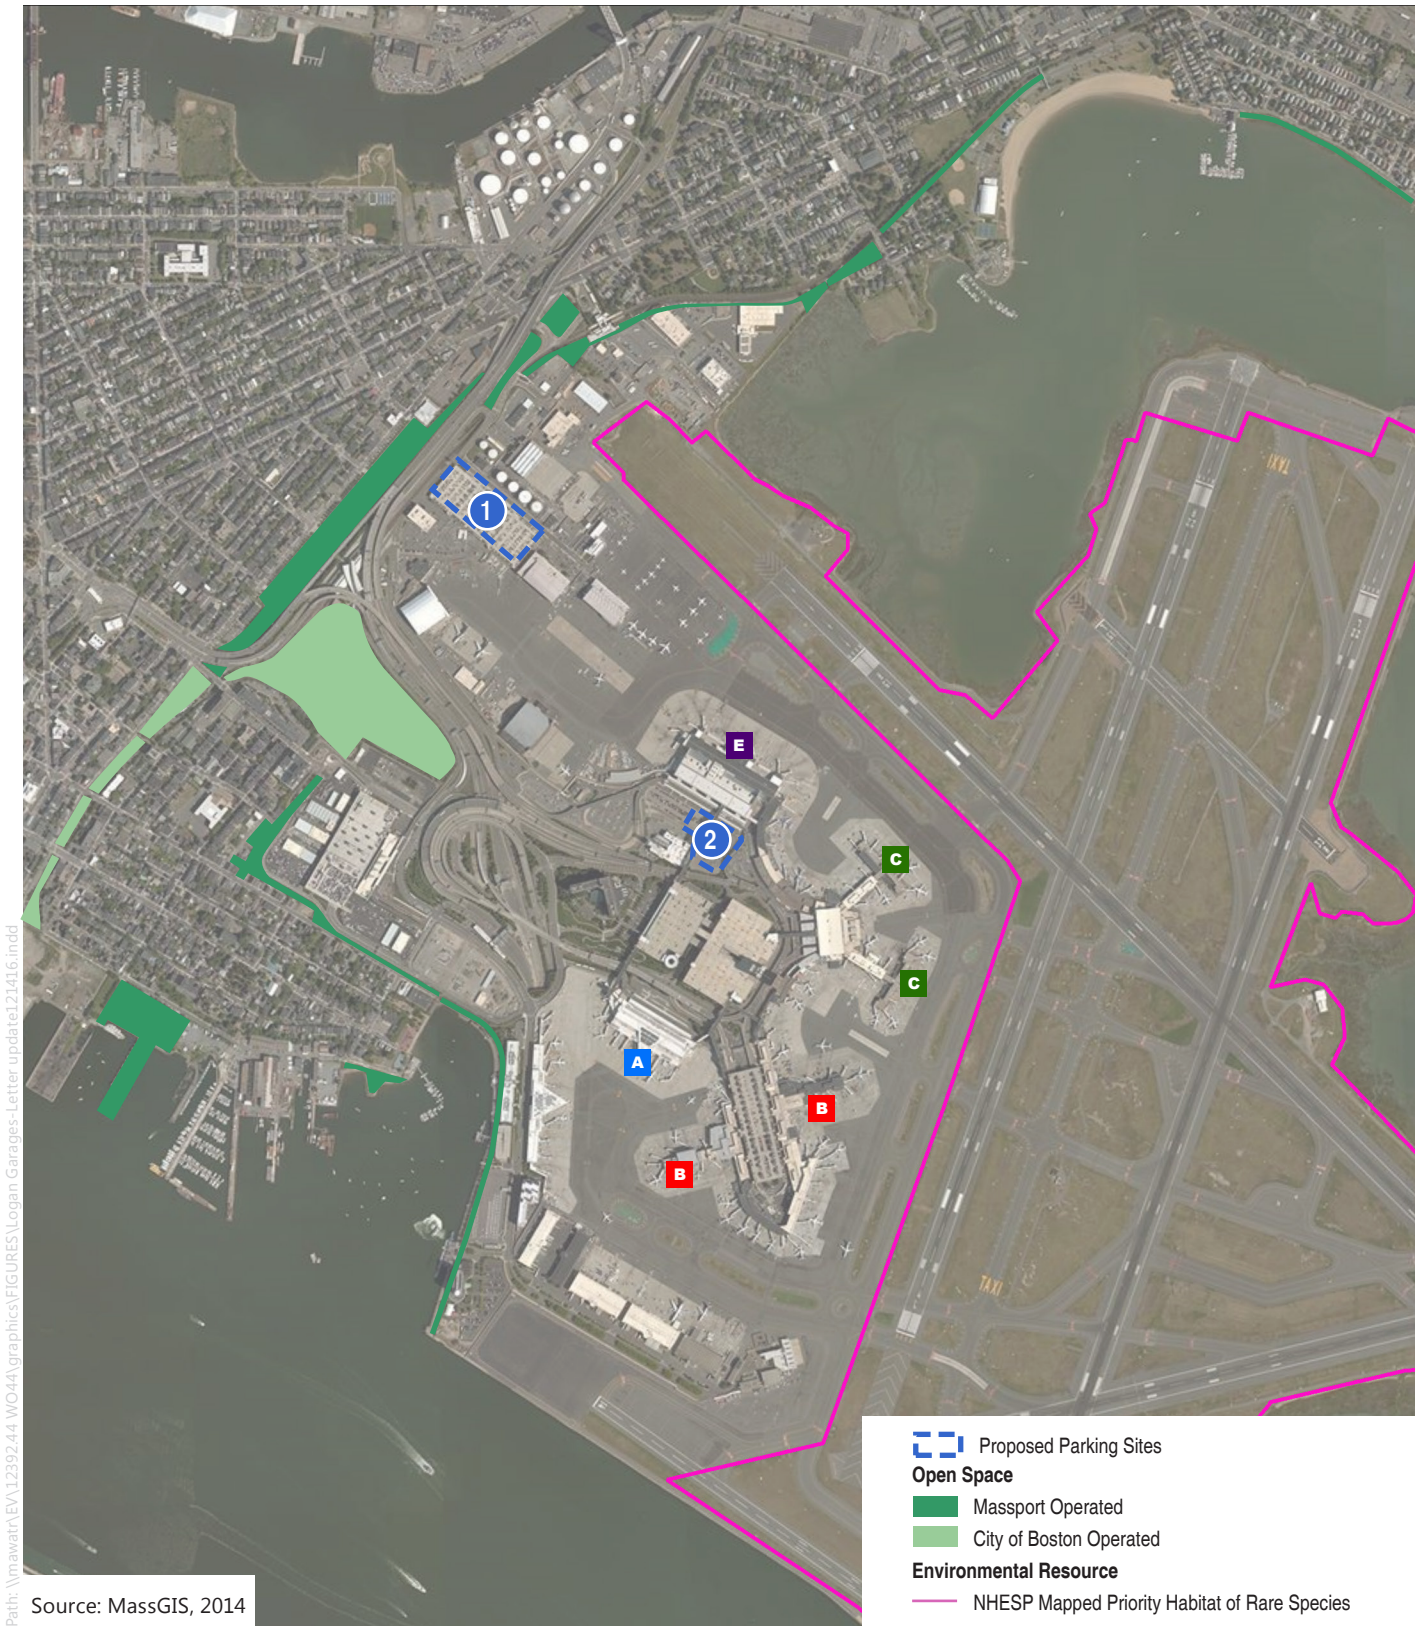 TAXI
1
E
2
C
C
A
B
B
TAXI
Proposed Parking Sites
Open Space
Massport Operated
City of Boston Operated
Environmental Resource
NHESP Mapped Priority Habitat of Rare Species
Source: MassGIS, 2014
Path: \\mawatr\EV\12392.44 WO44\graphics\FIGURES\Logan Garages-Letter update121416.indd